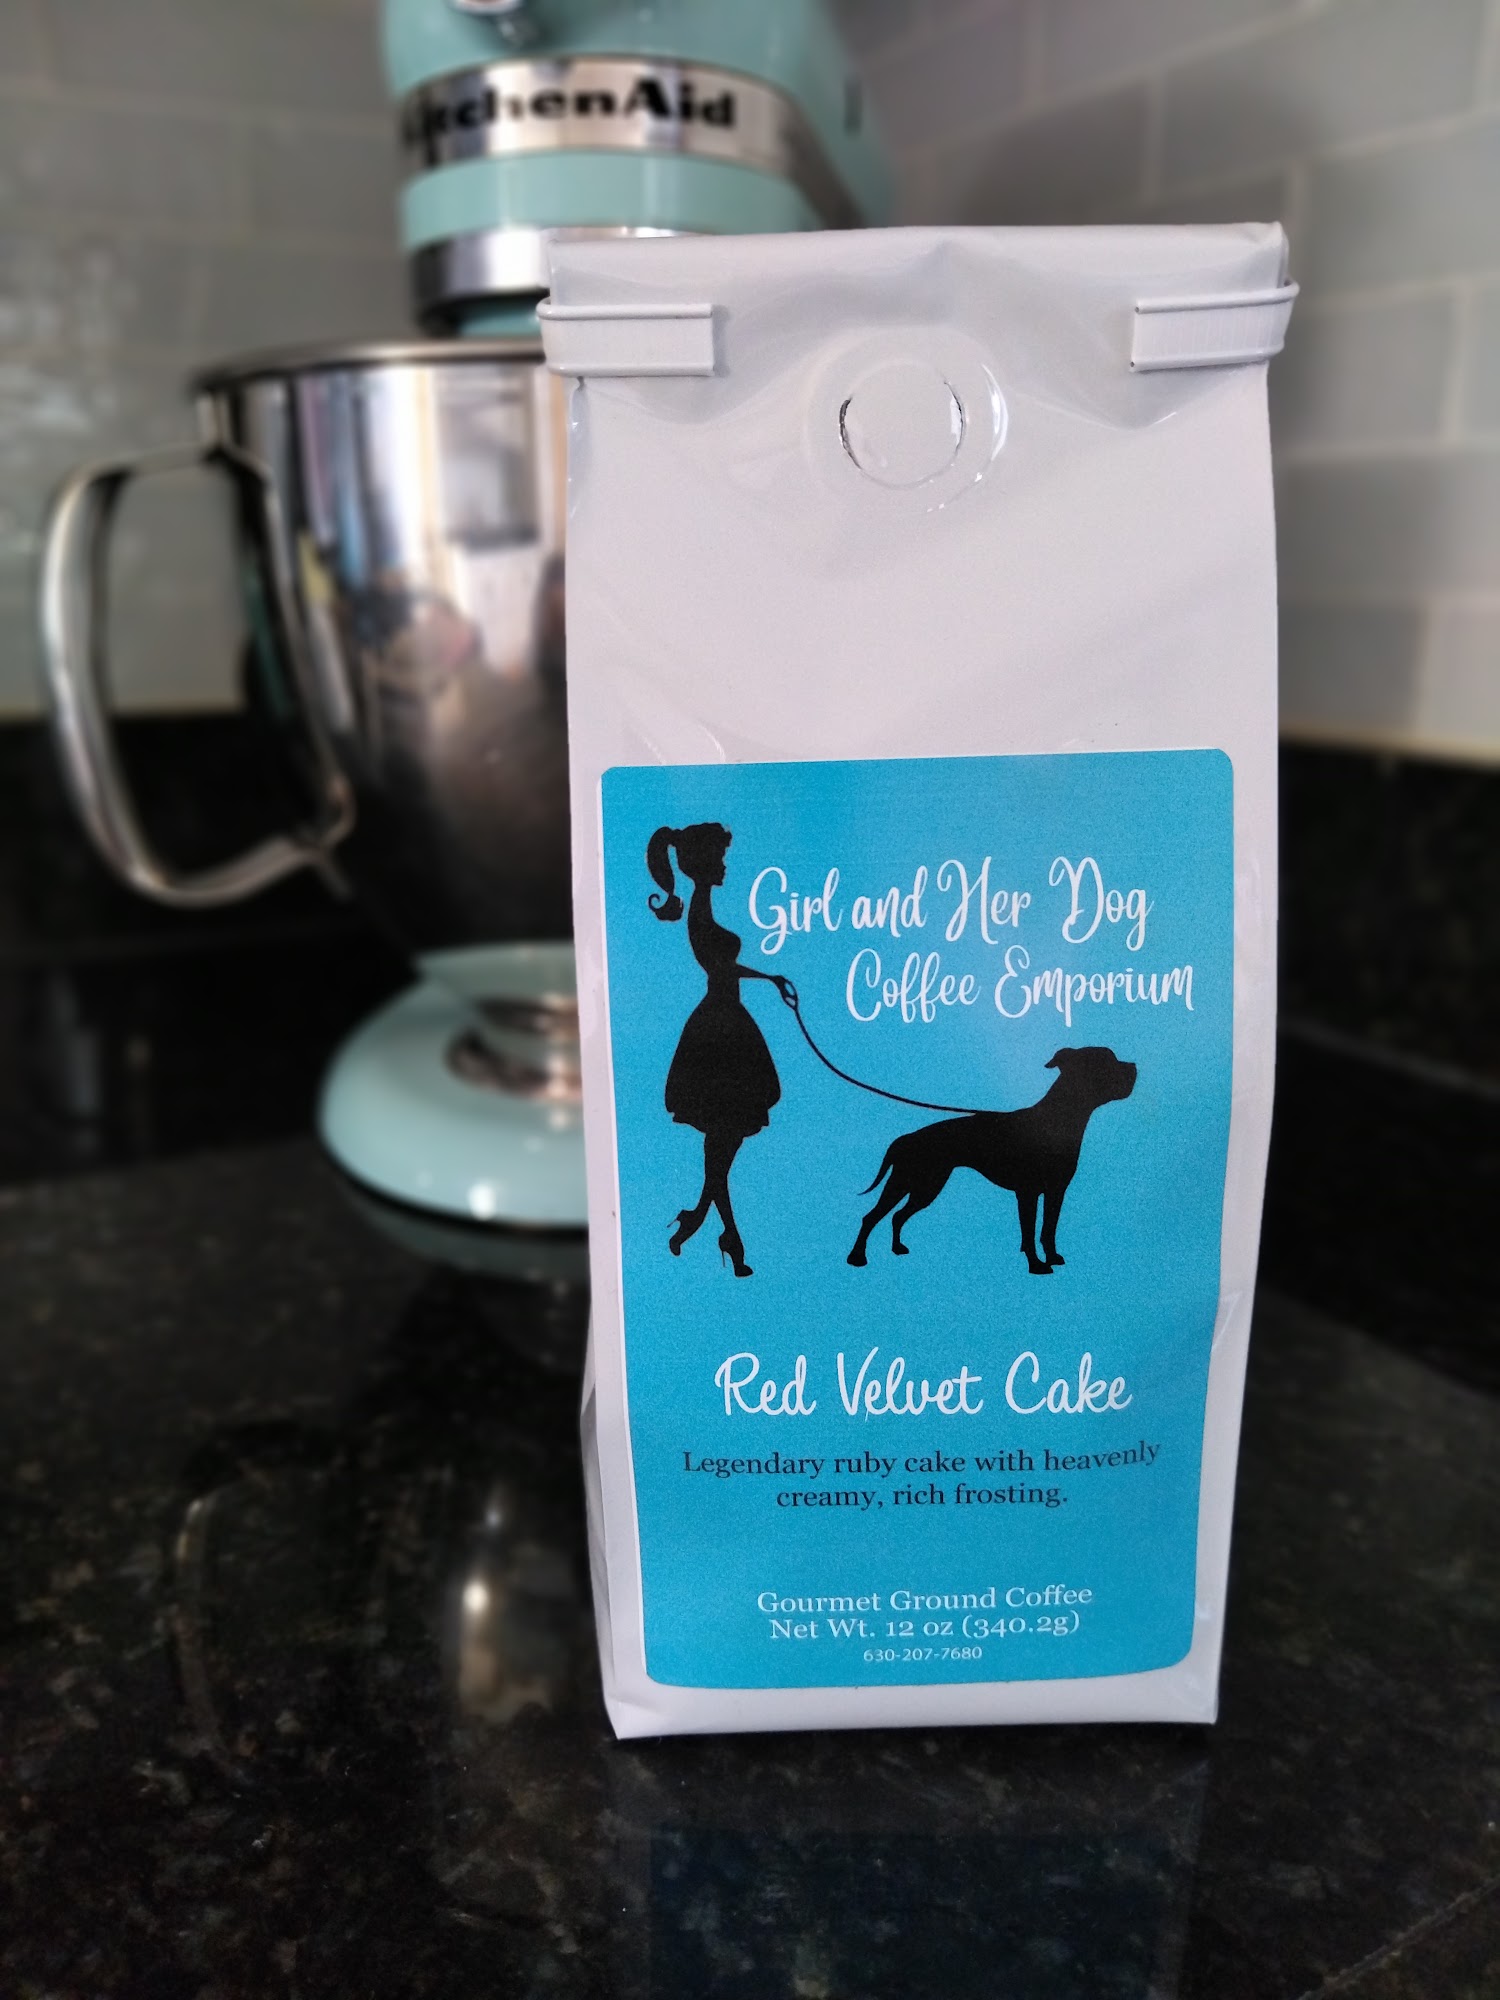 KitchenAid
Girl and Her Dog
Coffee Emporium
Red Velvet Cake
Legendary ruby cake with heavenly
creamy, rich frosting.
Gourmet Ground Coffee
Net Wt. 12 oz (340.2g)
630-207-7680